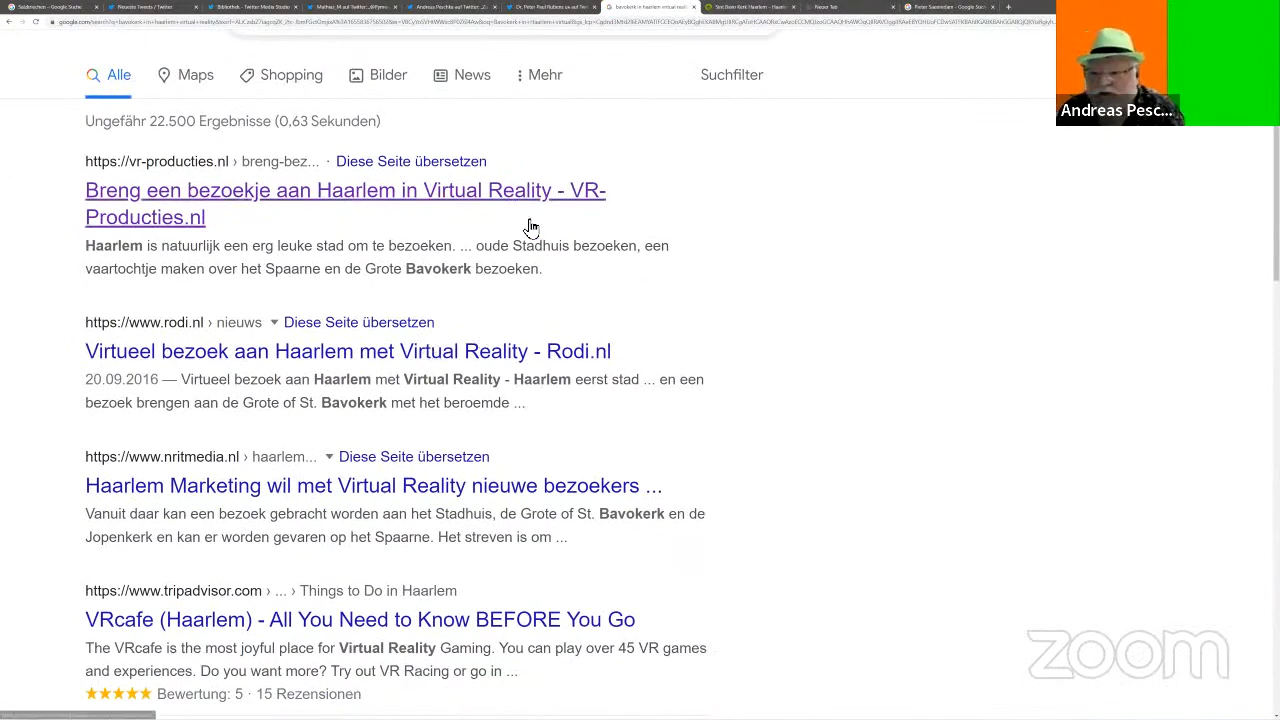 Neueste Tweets / Twitter
Bibliothek - Twitter Media Studio
Neuer Tab
Alle
Maps
Shopping
Bilder
News
Mehr
Suchfilter
Ungefähr 22.500 Ergebnisse (0,63 Sekunden)
https://vr-producties.nl › breng-bez... · Diese Seite übersetzen
Breng een bezoekje aan Haarlem in Virtual Reality - VR-
Producties.nl
Haarlem is natuurlijk een erg leuke stad om te bezoeken. ... oude Stadhuis bezoeken, een
vaartochtje maken over het Spaarne en de Grote Bavokerk bezoeken.
https://www.rodi.nl › nieuws Diese Seite übersetzen
Virtueel bezoek aan Haarlem met Virtual Reality - Rodi.nl
20.09.2016 — Virtueel bezoek aan Haarlem met Virtual Reality - Haarlem eerst stad ... en een
bezoek brengen aan de Grote of St. Bavokerk met het beroemde ...
https://www.nritmedia.nl › haarlem... Diese Seite übersetzen
Haarlem Marketing wil met Virtual Reality nieuwe bezoekers ...
Vanuit daar kan een bezoek gebracht worden aan het Stadhuis, de Grote of St. Bavokerk en de
Jopenkerk en kan er worden gevaren op het Spaarne. Het streven is om ...
https://www.tripadvisor.com › ... › Things to Do in Haarlem
VRcafe (Haarlem) - All You Need to Know BEFORE You Go
The VRcafe is the most joyful place for Virtual Reality Gaming. You can play over 45 VR games
and experiences. Do you want more? Try out VR Racing or go in ...
Bewertung: 5 · 15 Rezensionen
Andreas Pesc...
zoom